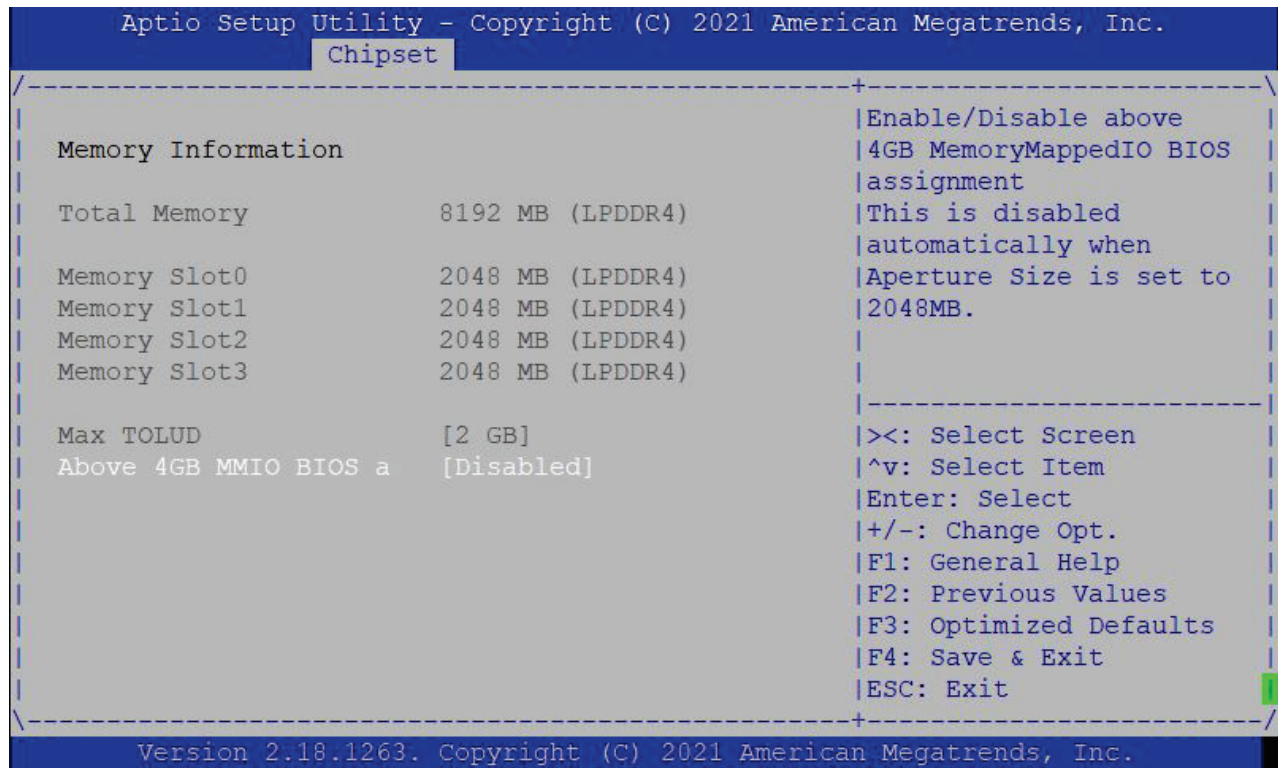 Aptio Setup Utility - Copyright (C) 2021 American Megatrends, Inc.
Chipset
Memory Information
Total Memory 8192 MB (LPDDR4)
Memory Slot0 2048 MB (LPDDR4)
Memory Slot1 2048 MB (LPDDR4)
Memory Slot2 2048 MB (LPDDR4)
Memory Slot3 2048 MB (LPDDR4)
Max TOLUD [2 GB]
Above 4GB MMIO BIOS a [Disabled]
Enable/Disable above
4GB MemoryMappedIO BIOS
assignment
This is disabled
automatically when
Aperture Size is set to
2048MB.
><: Select Screen
^v: Select Item
Enter: Select
+/-: Change Opt.
F1: General Help
F2: Previous Values
F3: Optimized Defaults
F4: Save & Exit
ESC: Exit
Version 2.18.1263. Copyright (C) 2021 American Megatrends, Inc.